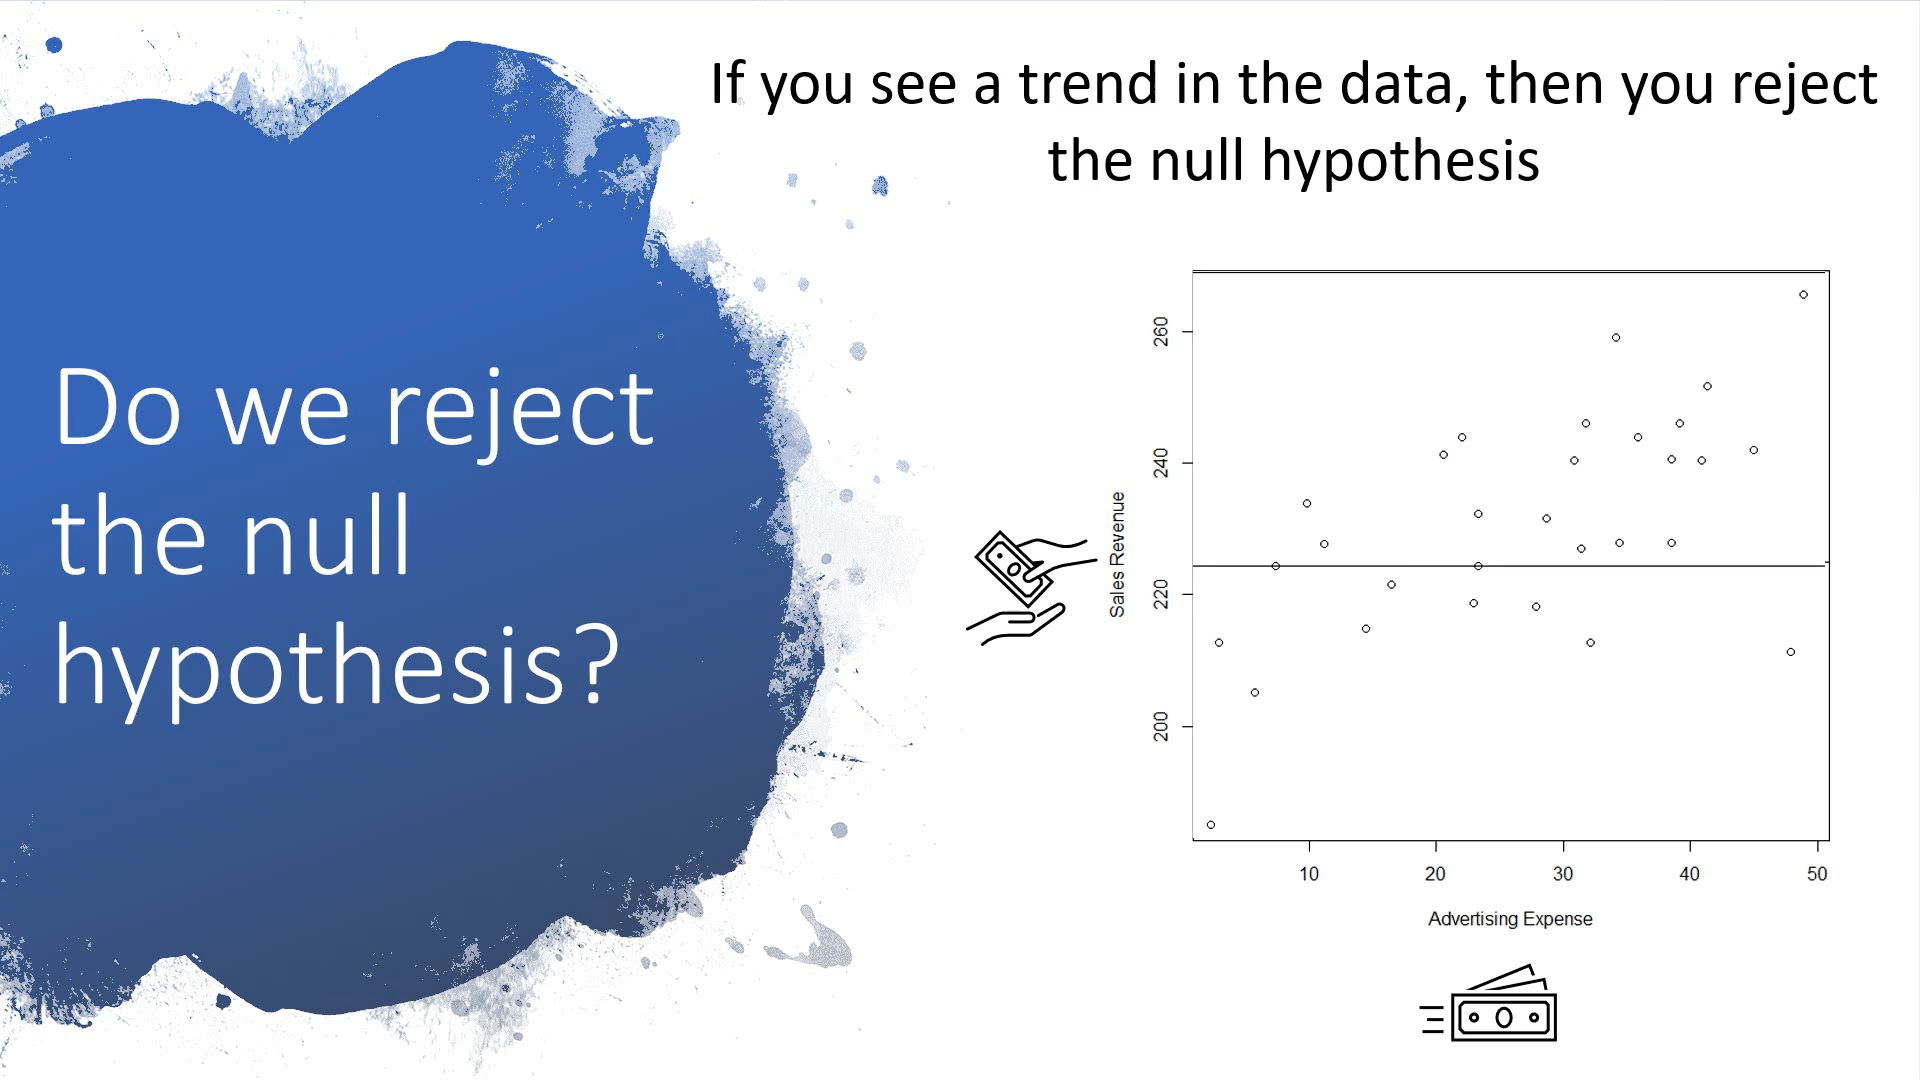 If you see a trend in the data, then you reject
the null hypothesis
Do we reject
the null
hypothesis?
Sales Revenue
260
240
220
200
10 20 30 40 50
Advertising Expense